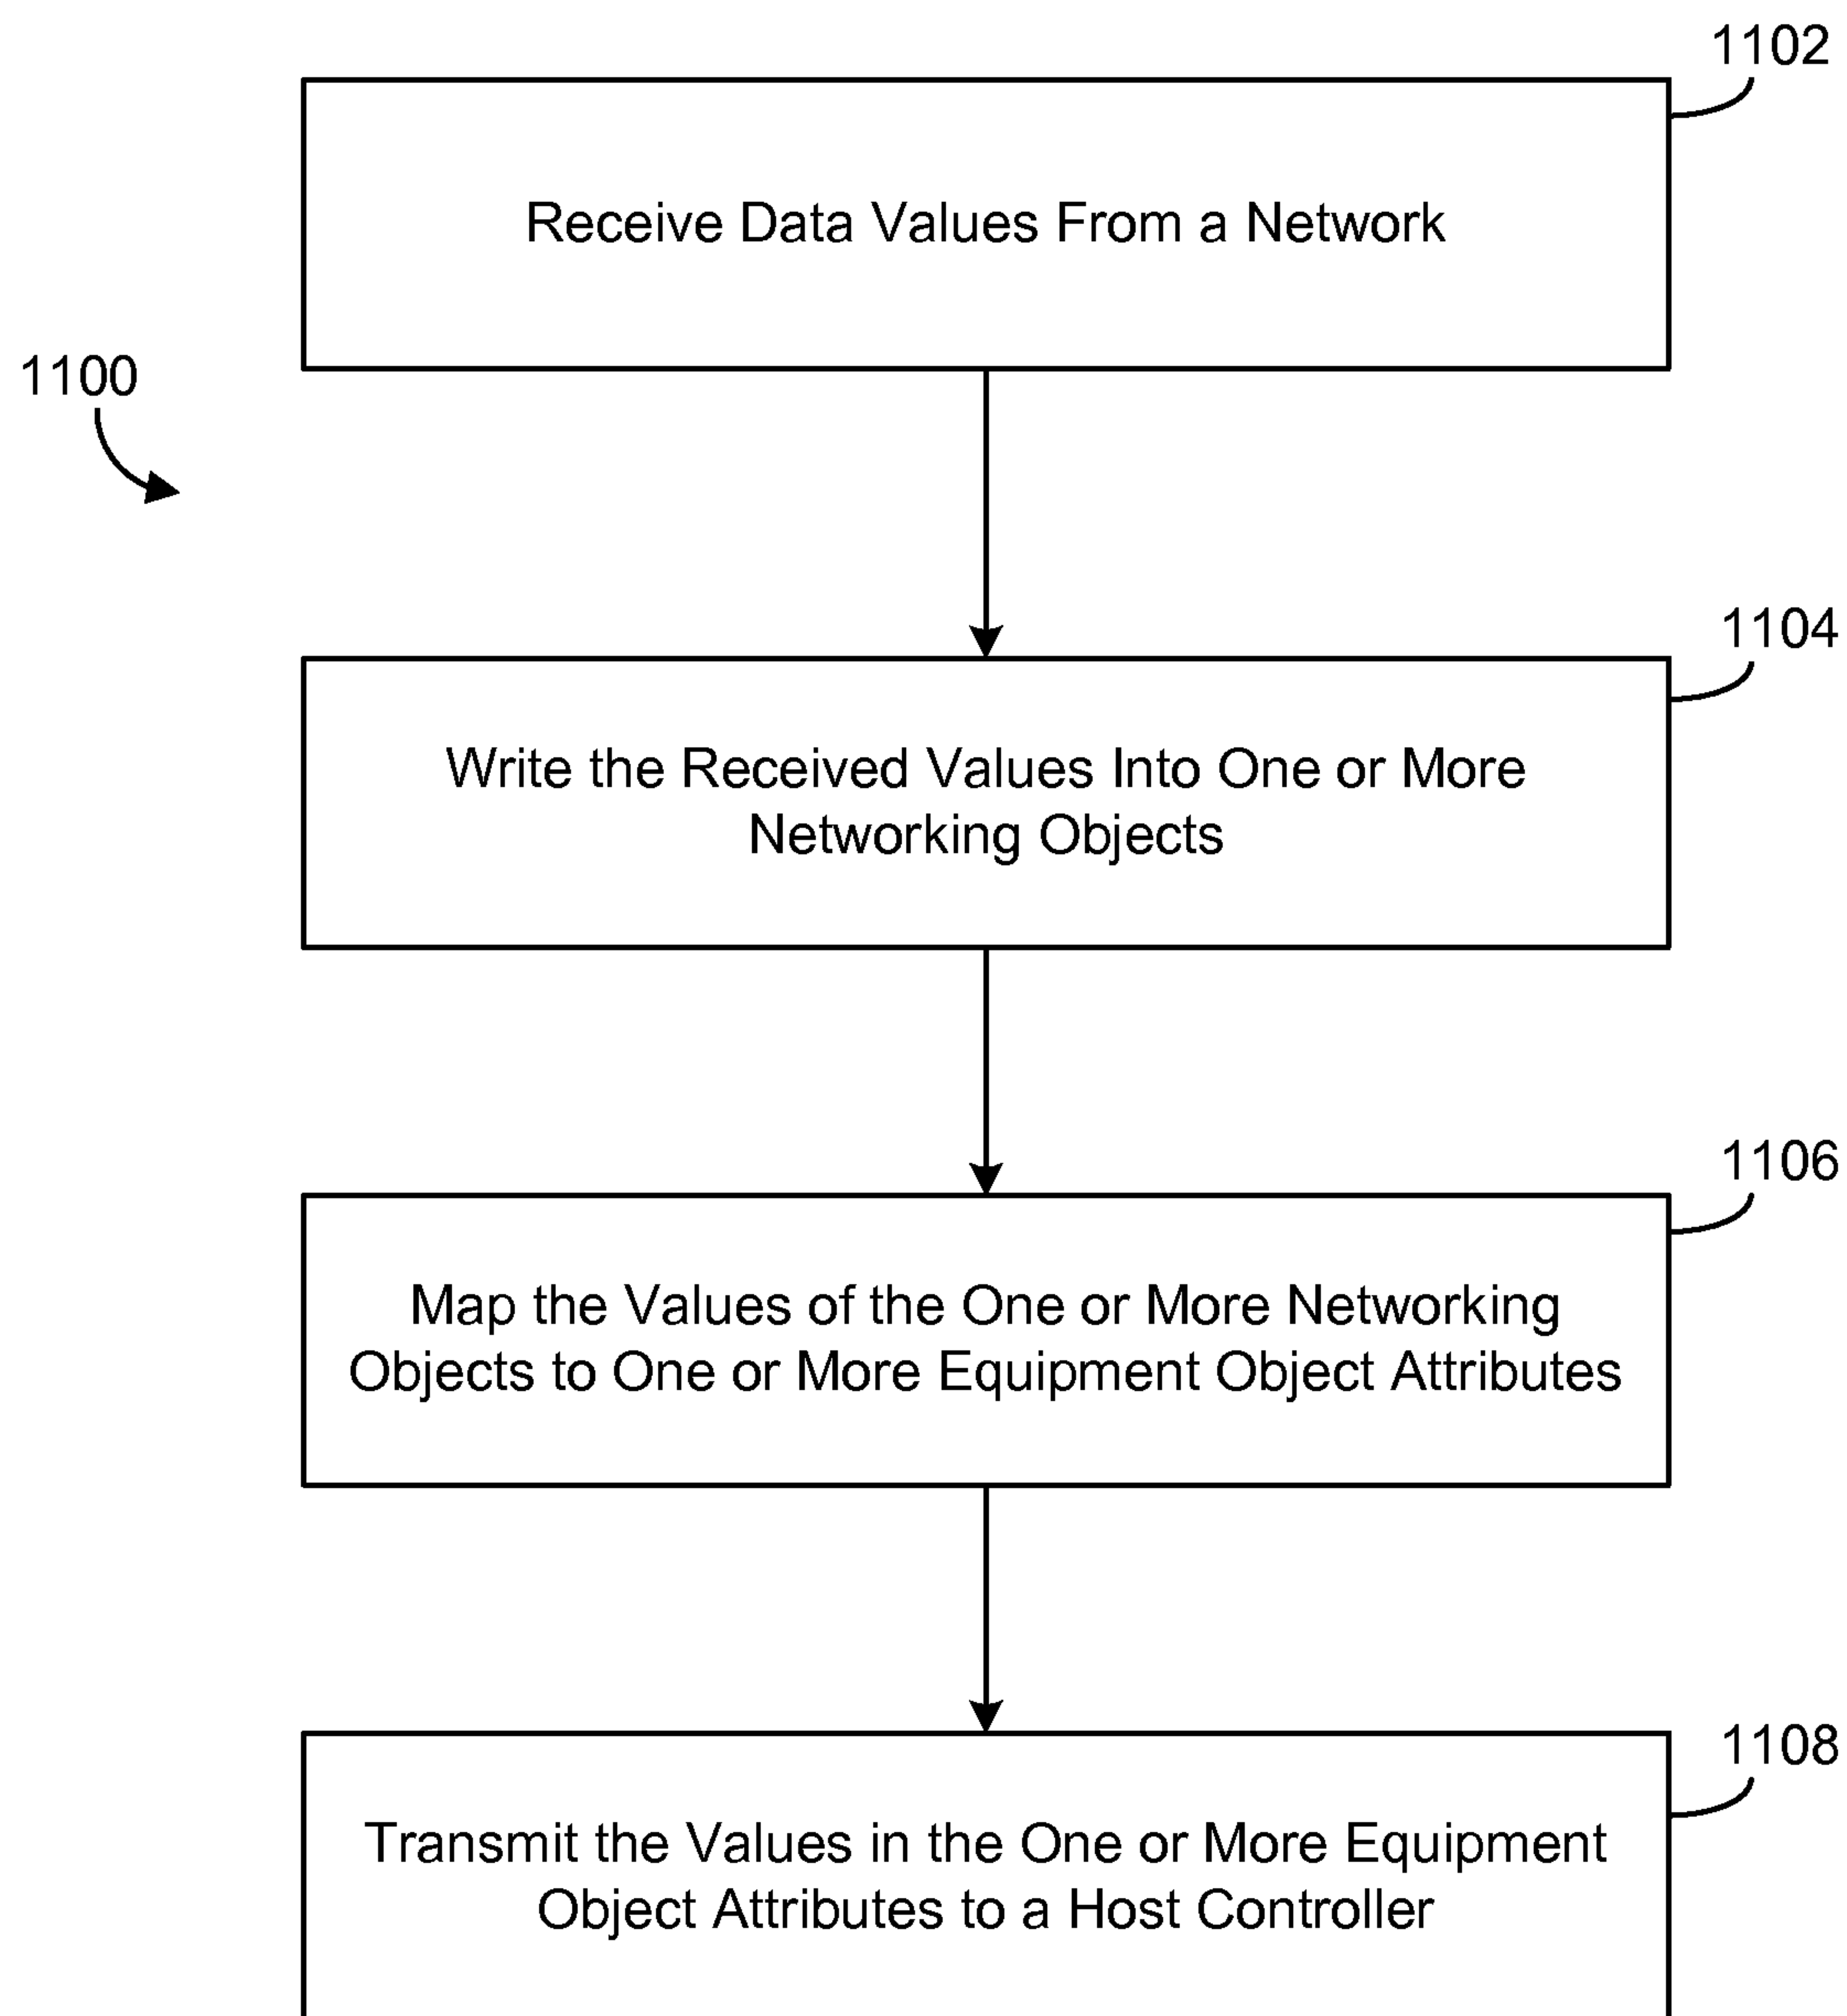 1102
Receive Data Values From a Network
1100
1104
Write the Received Values Into One or More
Networking Objects
1106
Map the Values of the One or More Networking
Objects to One or More Equipment Object Attributes
1108
Transmit the Values in the One or More Equipment
Object Attributes to a Host Controller